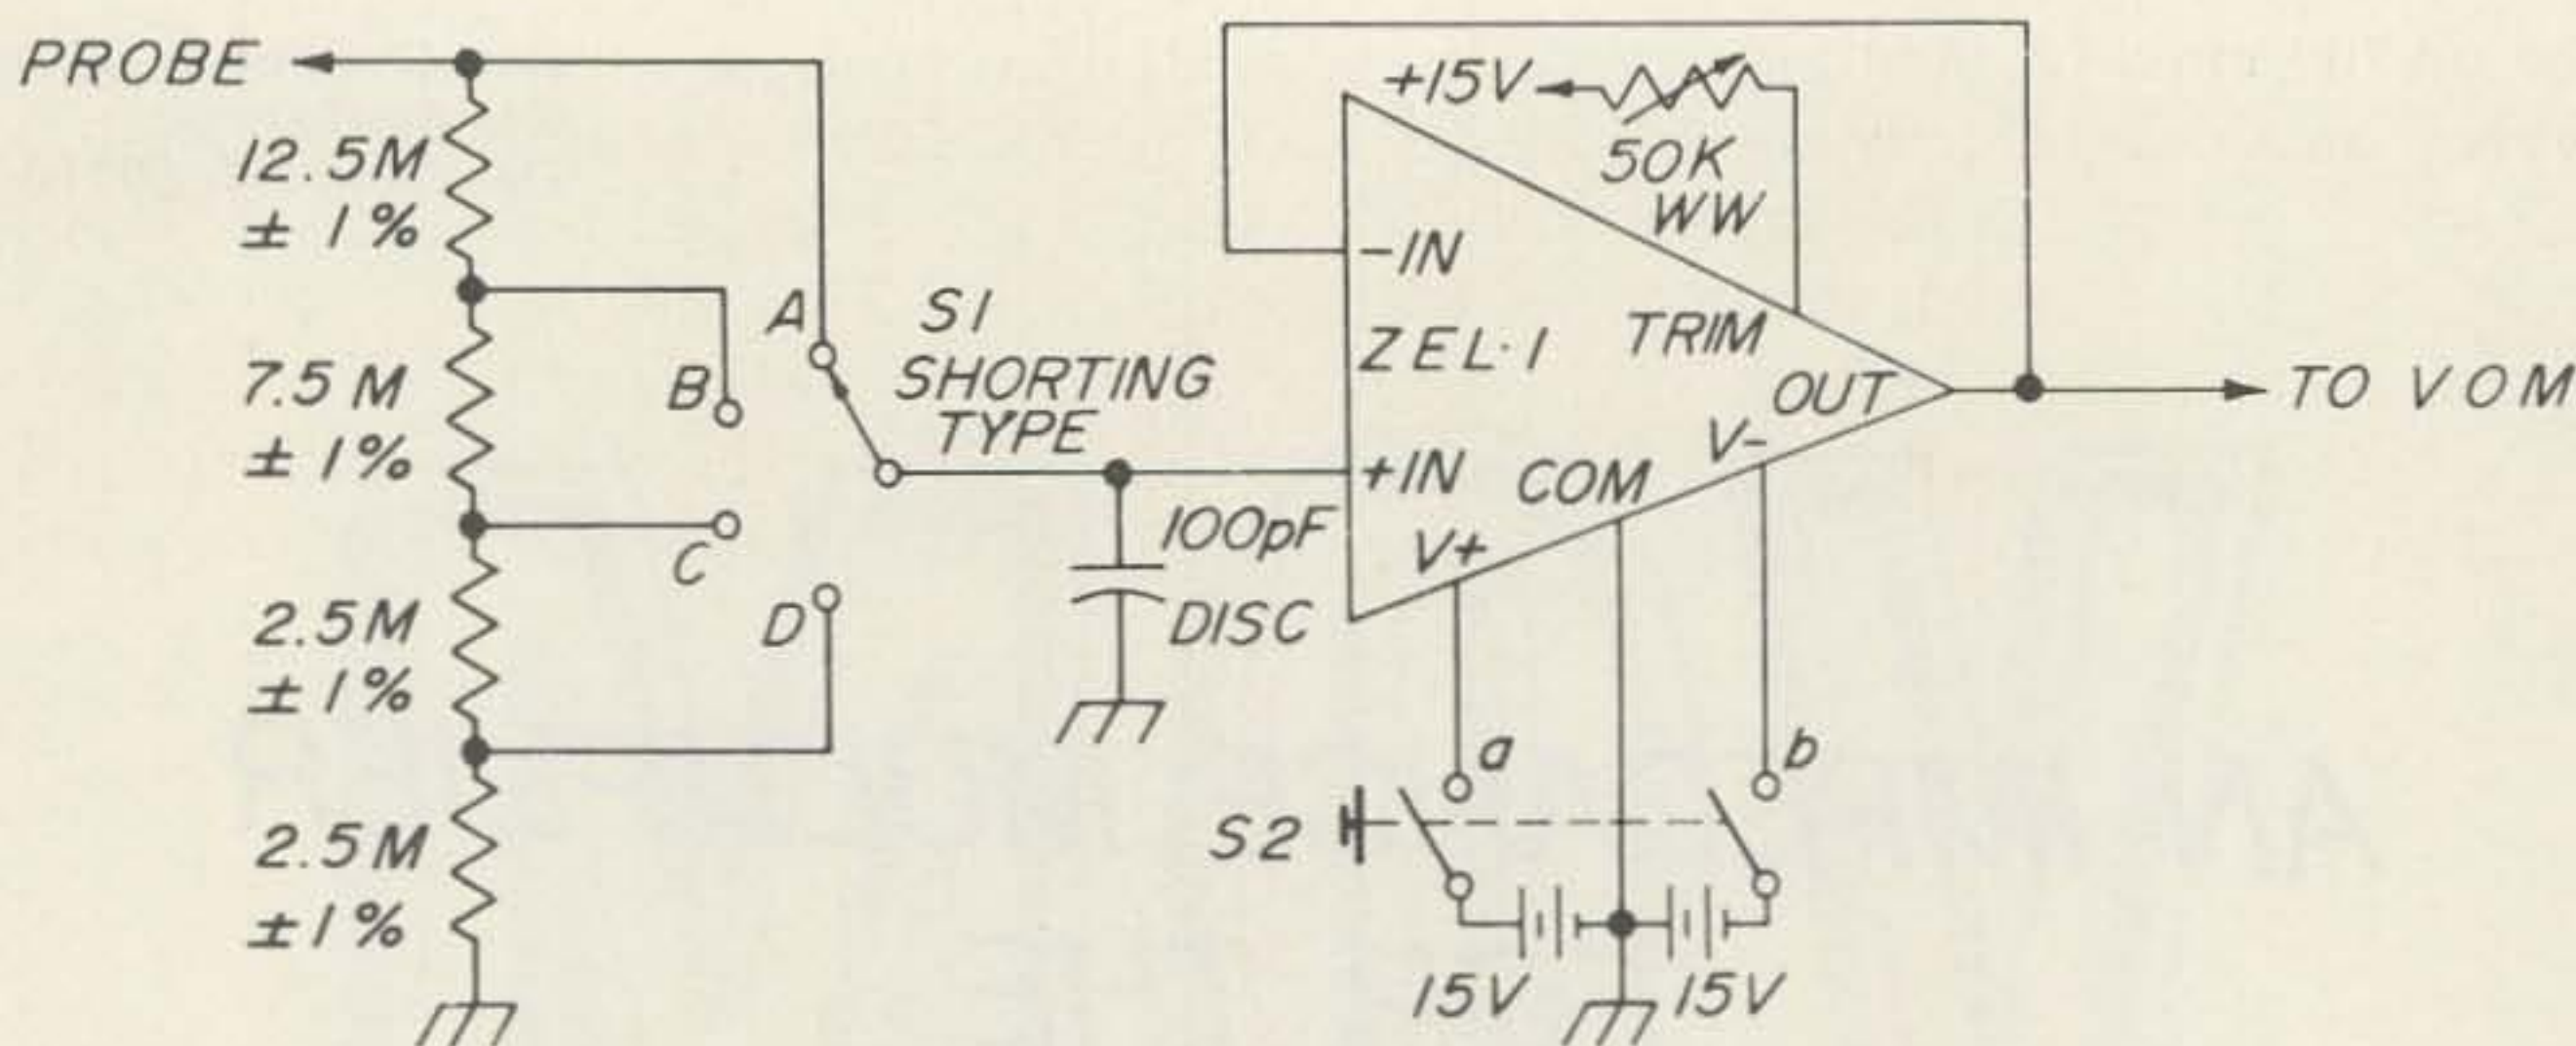 PROBE
12.5M
± 1%
7.5 M
± 1%
2.5M
± 1%
2.5M
± 1%
A
B
C
D
S1
SHORTING
TYPE
100pF
DISC
+15V
50K
WW
-IN
ZEL·1
TRIM
OUT
+IN
COM
V-
V+
TO VOM
a
b
S2
15V
15V